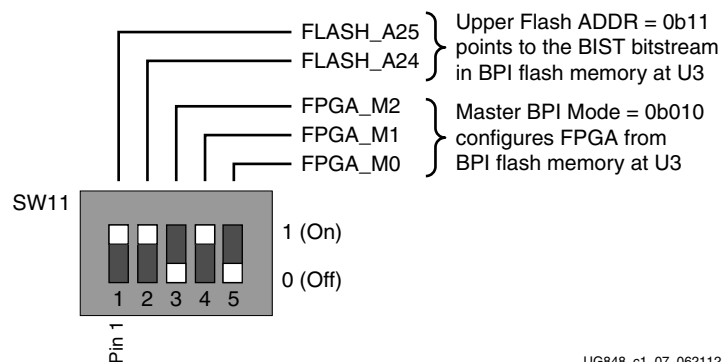 FLASH_A25
FLASH_A24
Upper Flash ADDR = 0b11
points to the BIST bitstream
in BPI flash memory at U3
FPGA_M2
FPGA_M1
FPGA_M0
Master BPI Mode = 0b010
configures FPGA from
BPI flash memory at U3
SW11
1 (On)
0 (Off)
1 2 3 4 5
Pin 1
UG848_c1_07_062112